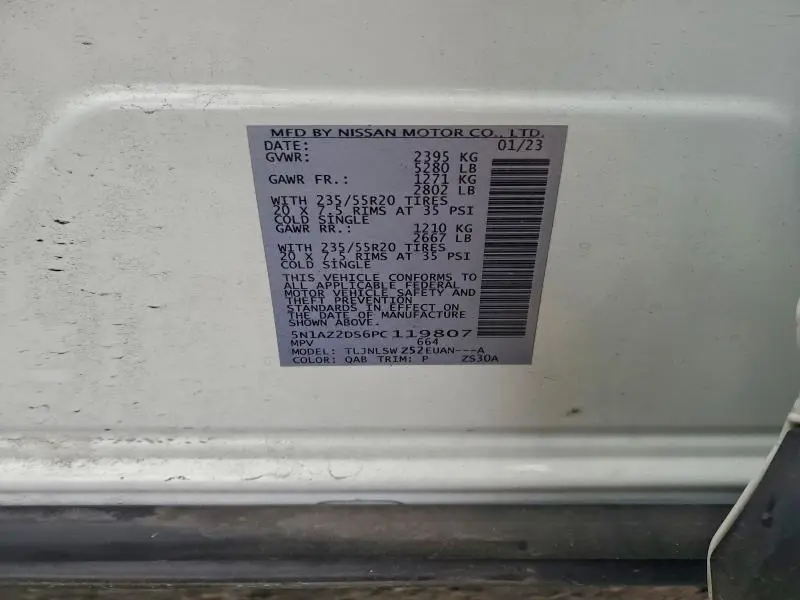 MFD BY NISSAN MOTOR CO., LTD.
DATE: 01/23
GVWR: 2395 KG
5280 LB
GAWR FR.: 1271 KG
2802 LB
WITH 235/55R20 TIRES
20 X 7.5 RIMS AT 35 PSI
COLD SINGLE
GAWR RR.: 1210 KG
2667 LB
WITH 235/55R20 TIRES
20 X 7.5 RIMS AT 35 PSI
COLD SINGLE
THIS VEHICLE CONFORMS TO
ALL APPLICABLE FEDERAL
MOTOR VEHICLE SAFETY AND
THEFT PREVENTION
STANDARDS IN EFFECT ON
THE DATE OF MANUFACTURE
SHOWN ABOVE.
5N1AZ2DS6PC119807
MPV 664
MODEL: TLJNLSW Z52EUAN---A
COLOR: QAB TRIM: P ZS30A